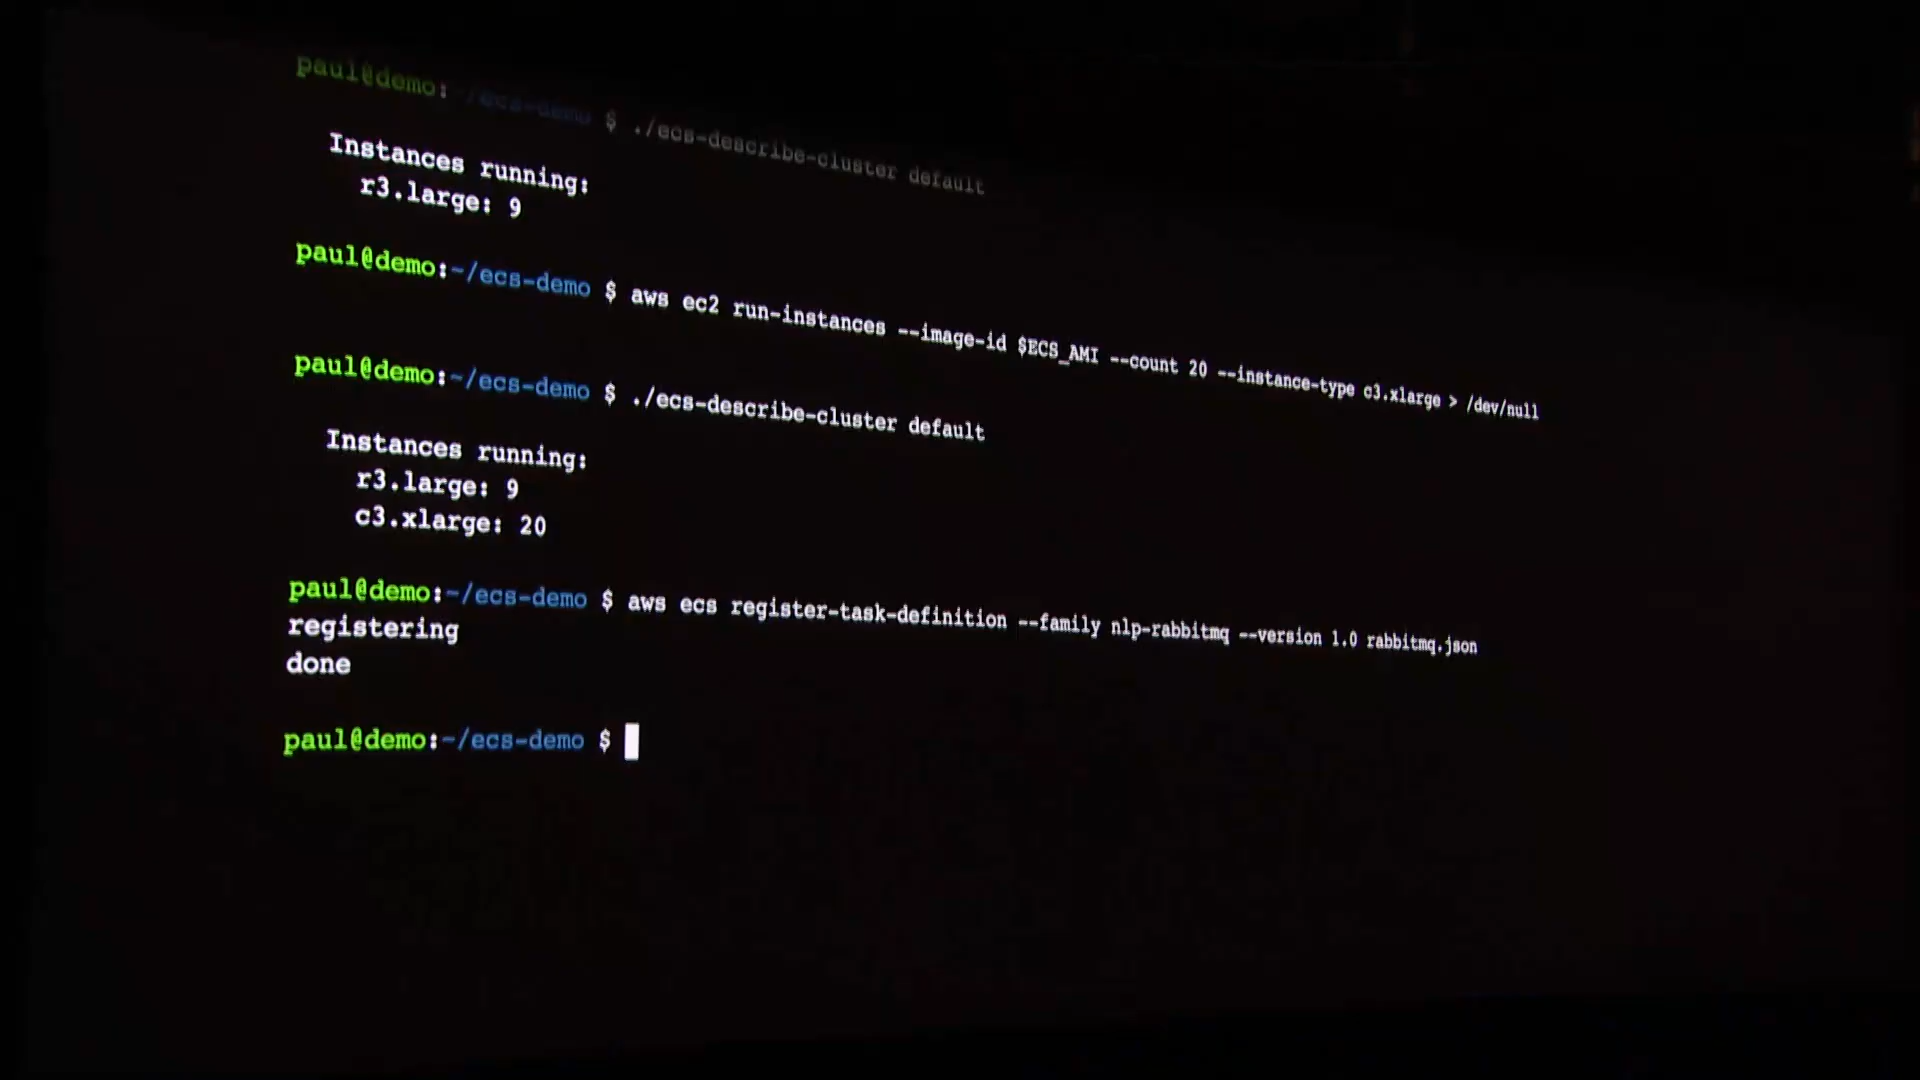 paul@demo:~/ecs-demo $ ./ecs-describe-cluster default
Instances running:
r3.large: 9
paul@demo:~/ecs-demo $ aws ec2 run-instances --image-id $ECS_AMI --count 20 --instance-type c3.xlarge > /dev/null
paul@demo:~/ecs-demo $ ./ecs-describe-cluster default
Instances running:
r3.large: 9
c3.xlarge: 20
paul@demo:~/ecs-demo $ aws ecs register-task-definition --family nlp-rabbitmq --version 1.0 rabbitmq.json
registering
done
paul@demo:~/ecs-demo $